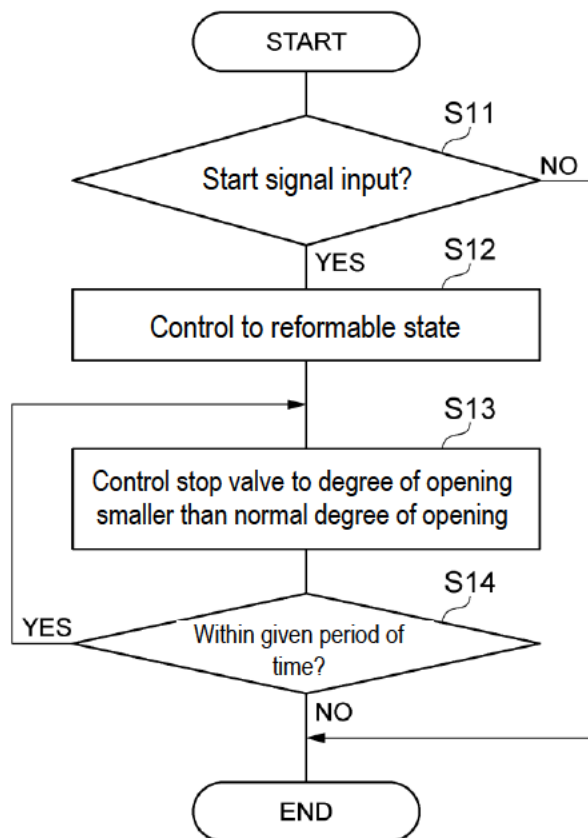 START
S11
Start signal input?
NO
YES
S12
Control to reformable state
S13
Control stop valve to degree of opening
smaller than normal degree of opening
S14
YES
Within given period of
time?
NO
END